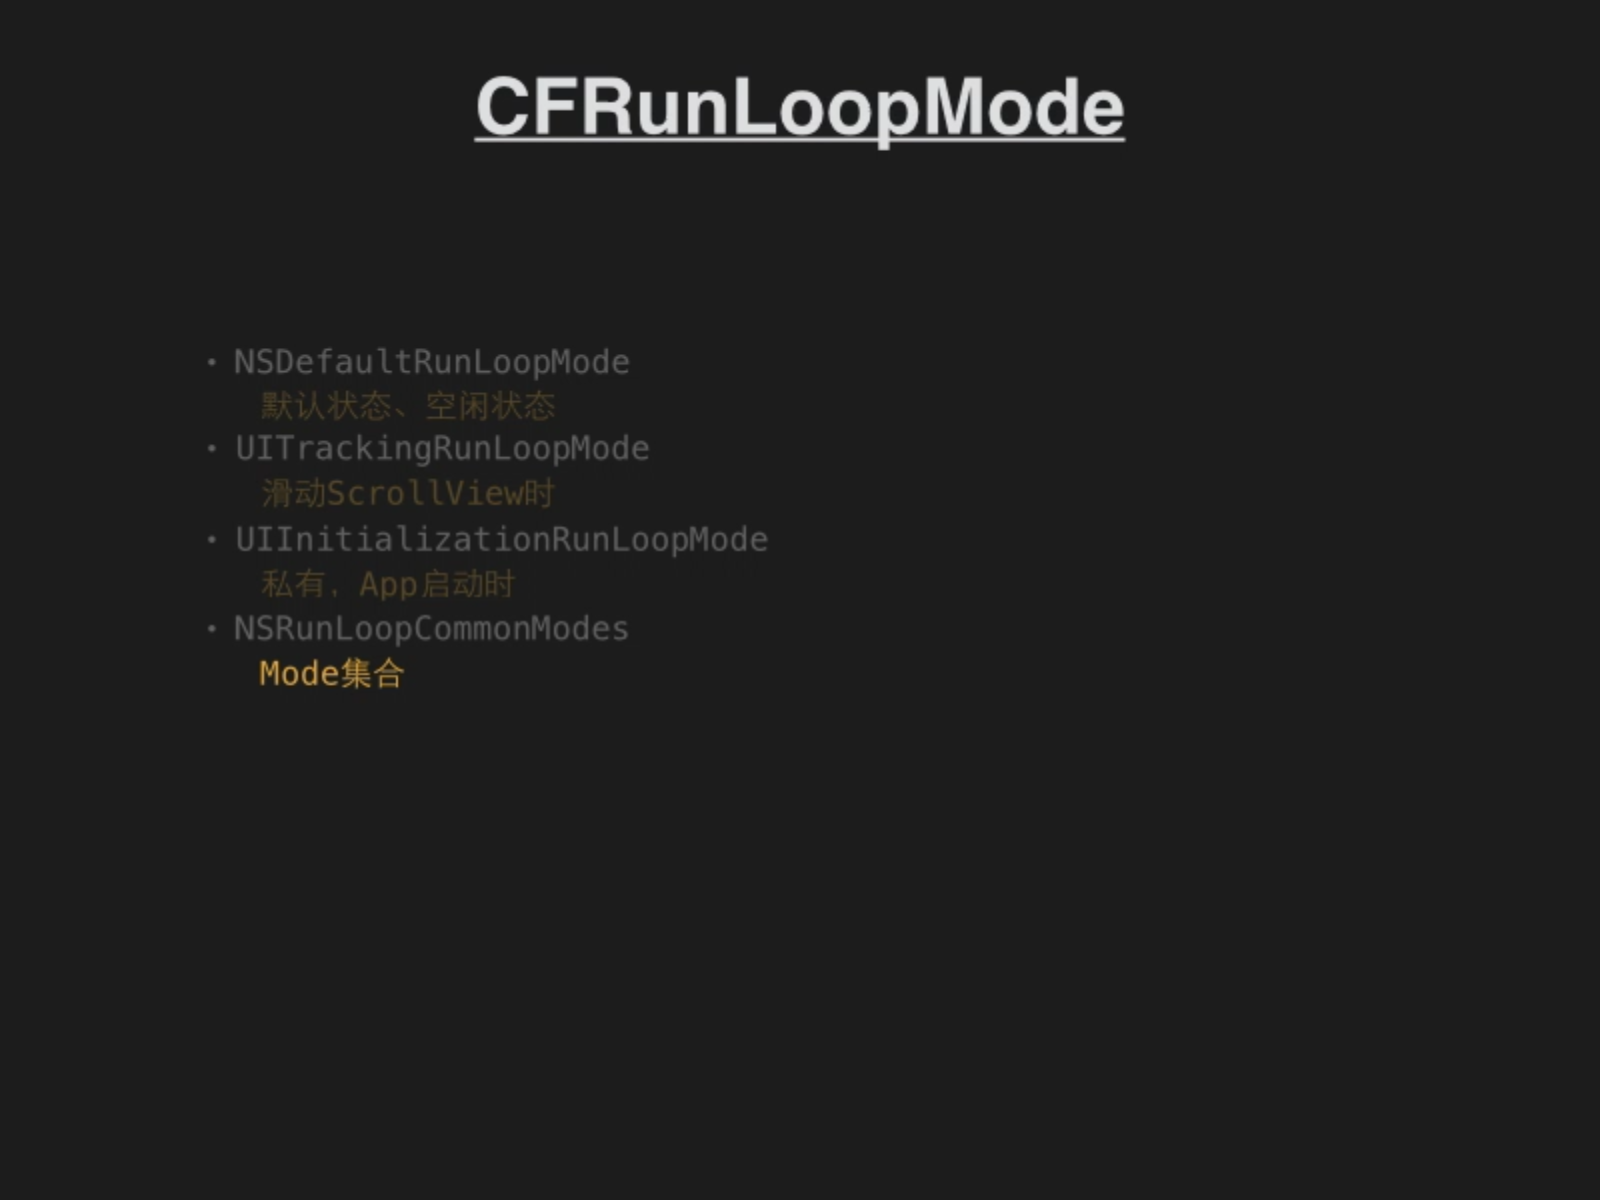 CFRunLoopMode
• NSDefaultRunLoopMode
默认状态、空闲状态
• UITrackingRunLoopMode
滑动ScrollView时
• UIInitializationRunLoopMode
私有，App启动时
• NSRunLoopCommonModes
Mode集合